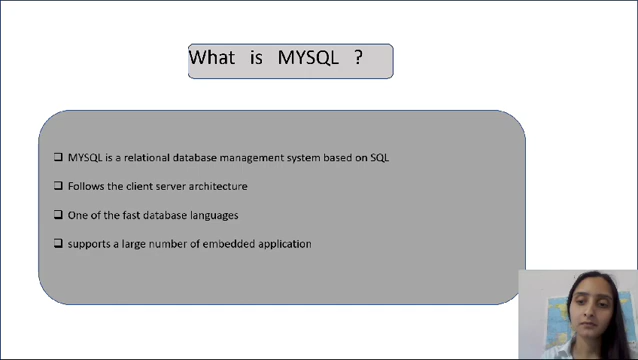 What is MYSQL ?
❑ MYSQL is a relational database management system based on SQL
❑ Follows the client server architecture
❑ One of the fast database languages
❑ supports a large number of embedded application